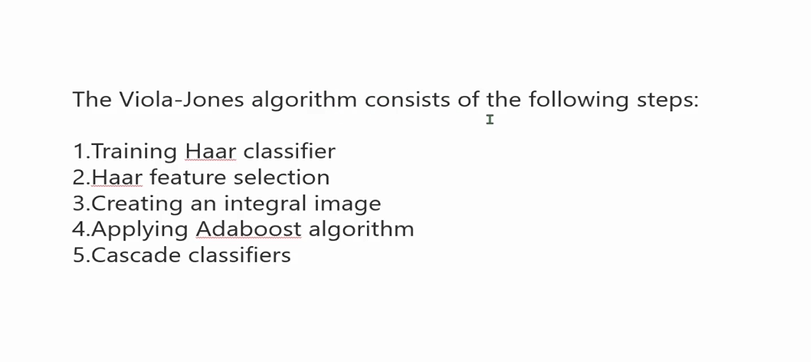 The Viola-Jones algorithm consists of the following steps:
1.Training Haar classifier
2.Haar feature selection
3.Creating an integral image
4.Applying Adaboost algorithm
5.Cascade classifiers